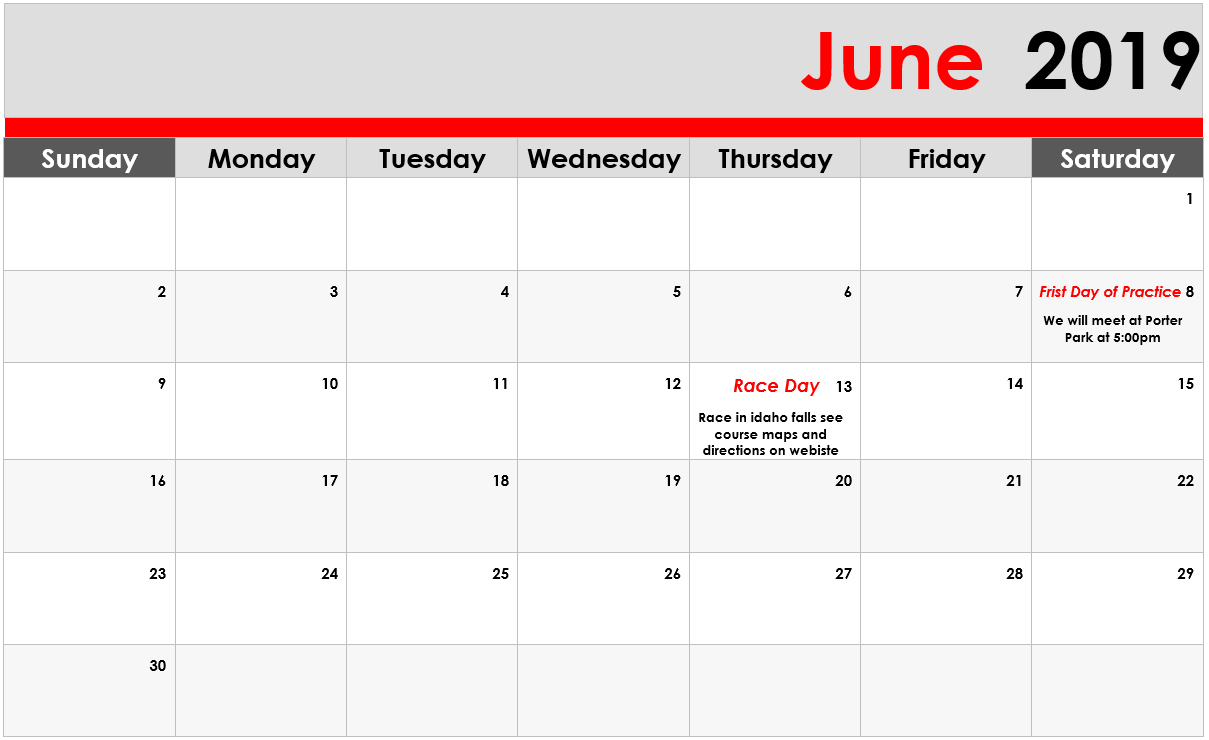 June 2019
Sunday Monday Tuesday Wednesday Thursday Friday Saturday
1
2 3 4 5 6 7 Frist Day of Practice 8
We will meet at Porter
Park at 5:00pm
9 10 11 12 Race Day 13 14 15
Race in idaho falls see
course maps and
directions on webiste
16 17 18 19 20 21 22
23 24 25 26 27 28 29
30